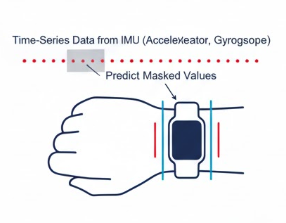 Time-Series Data from IMU (Accelexeator, Gyrogsope)
Predict Masked Values